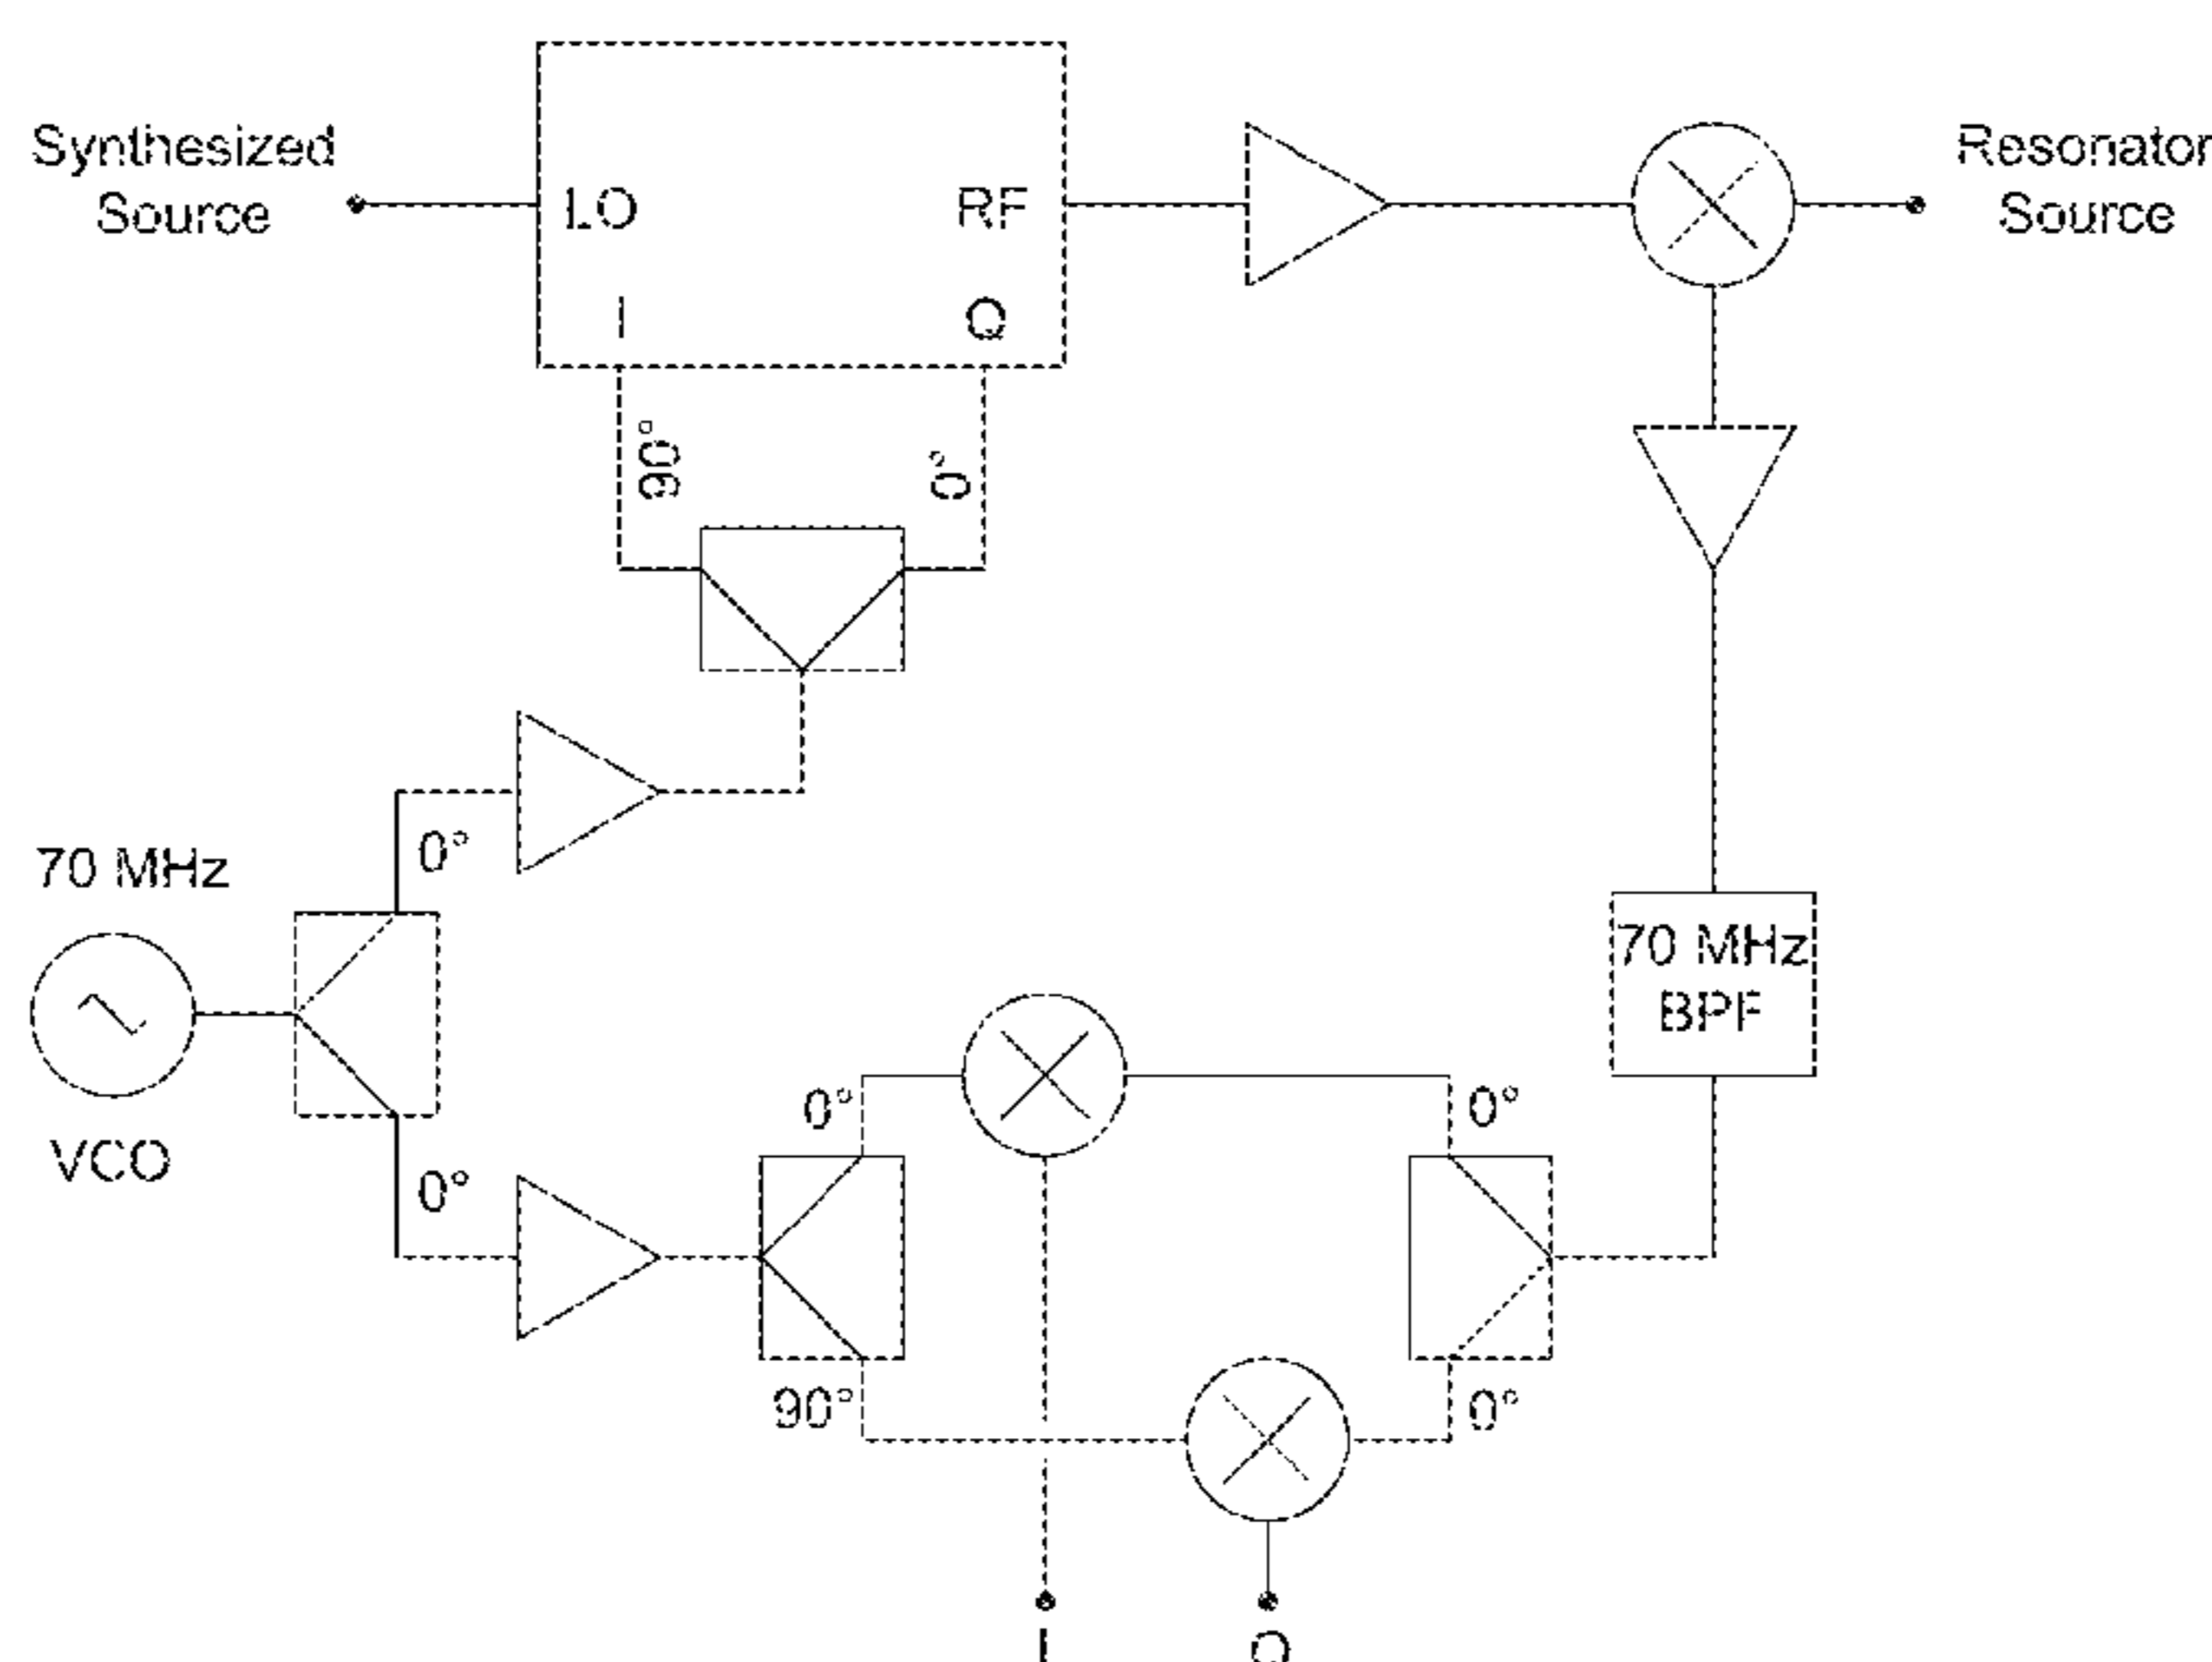 Synthesized
Source
LO
RF
I
Q
Resonator
Source
90°
0°
70 MHz
VCO
0°
0°
70 MHz
BPF
0°
90°
0°
0°
I
Q